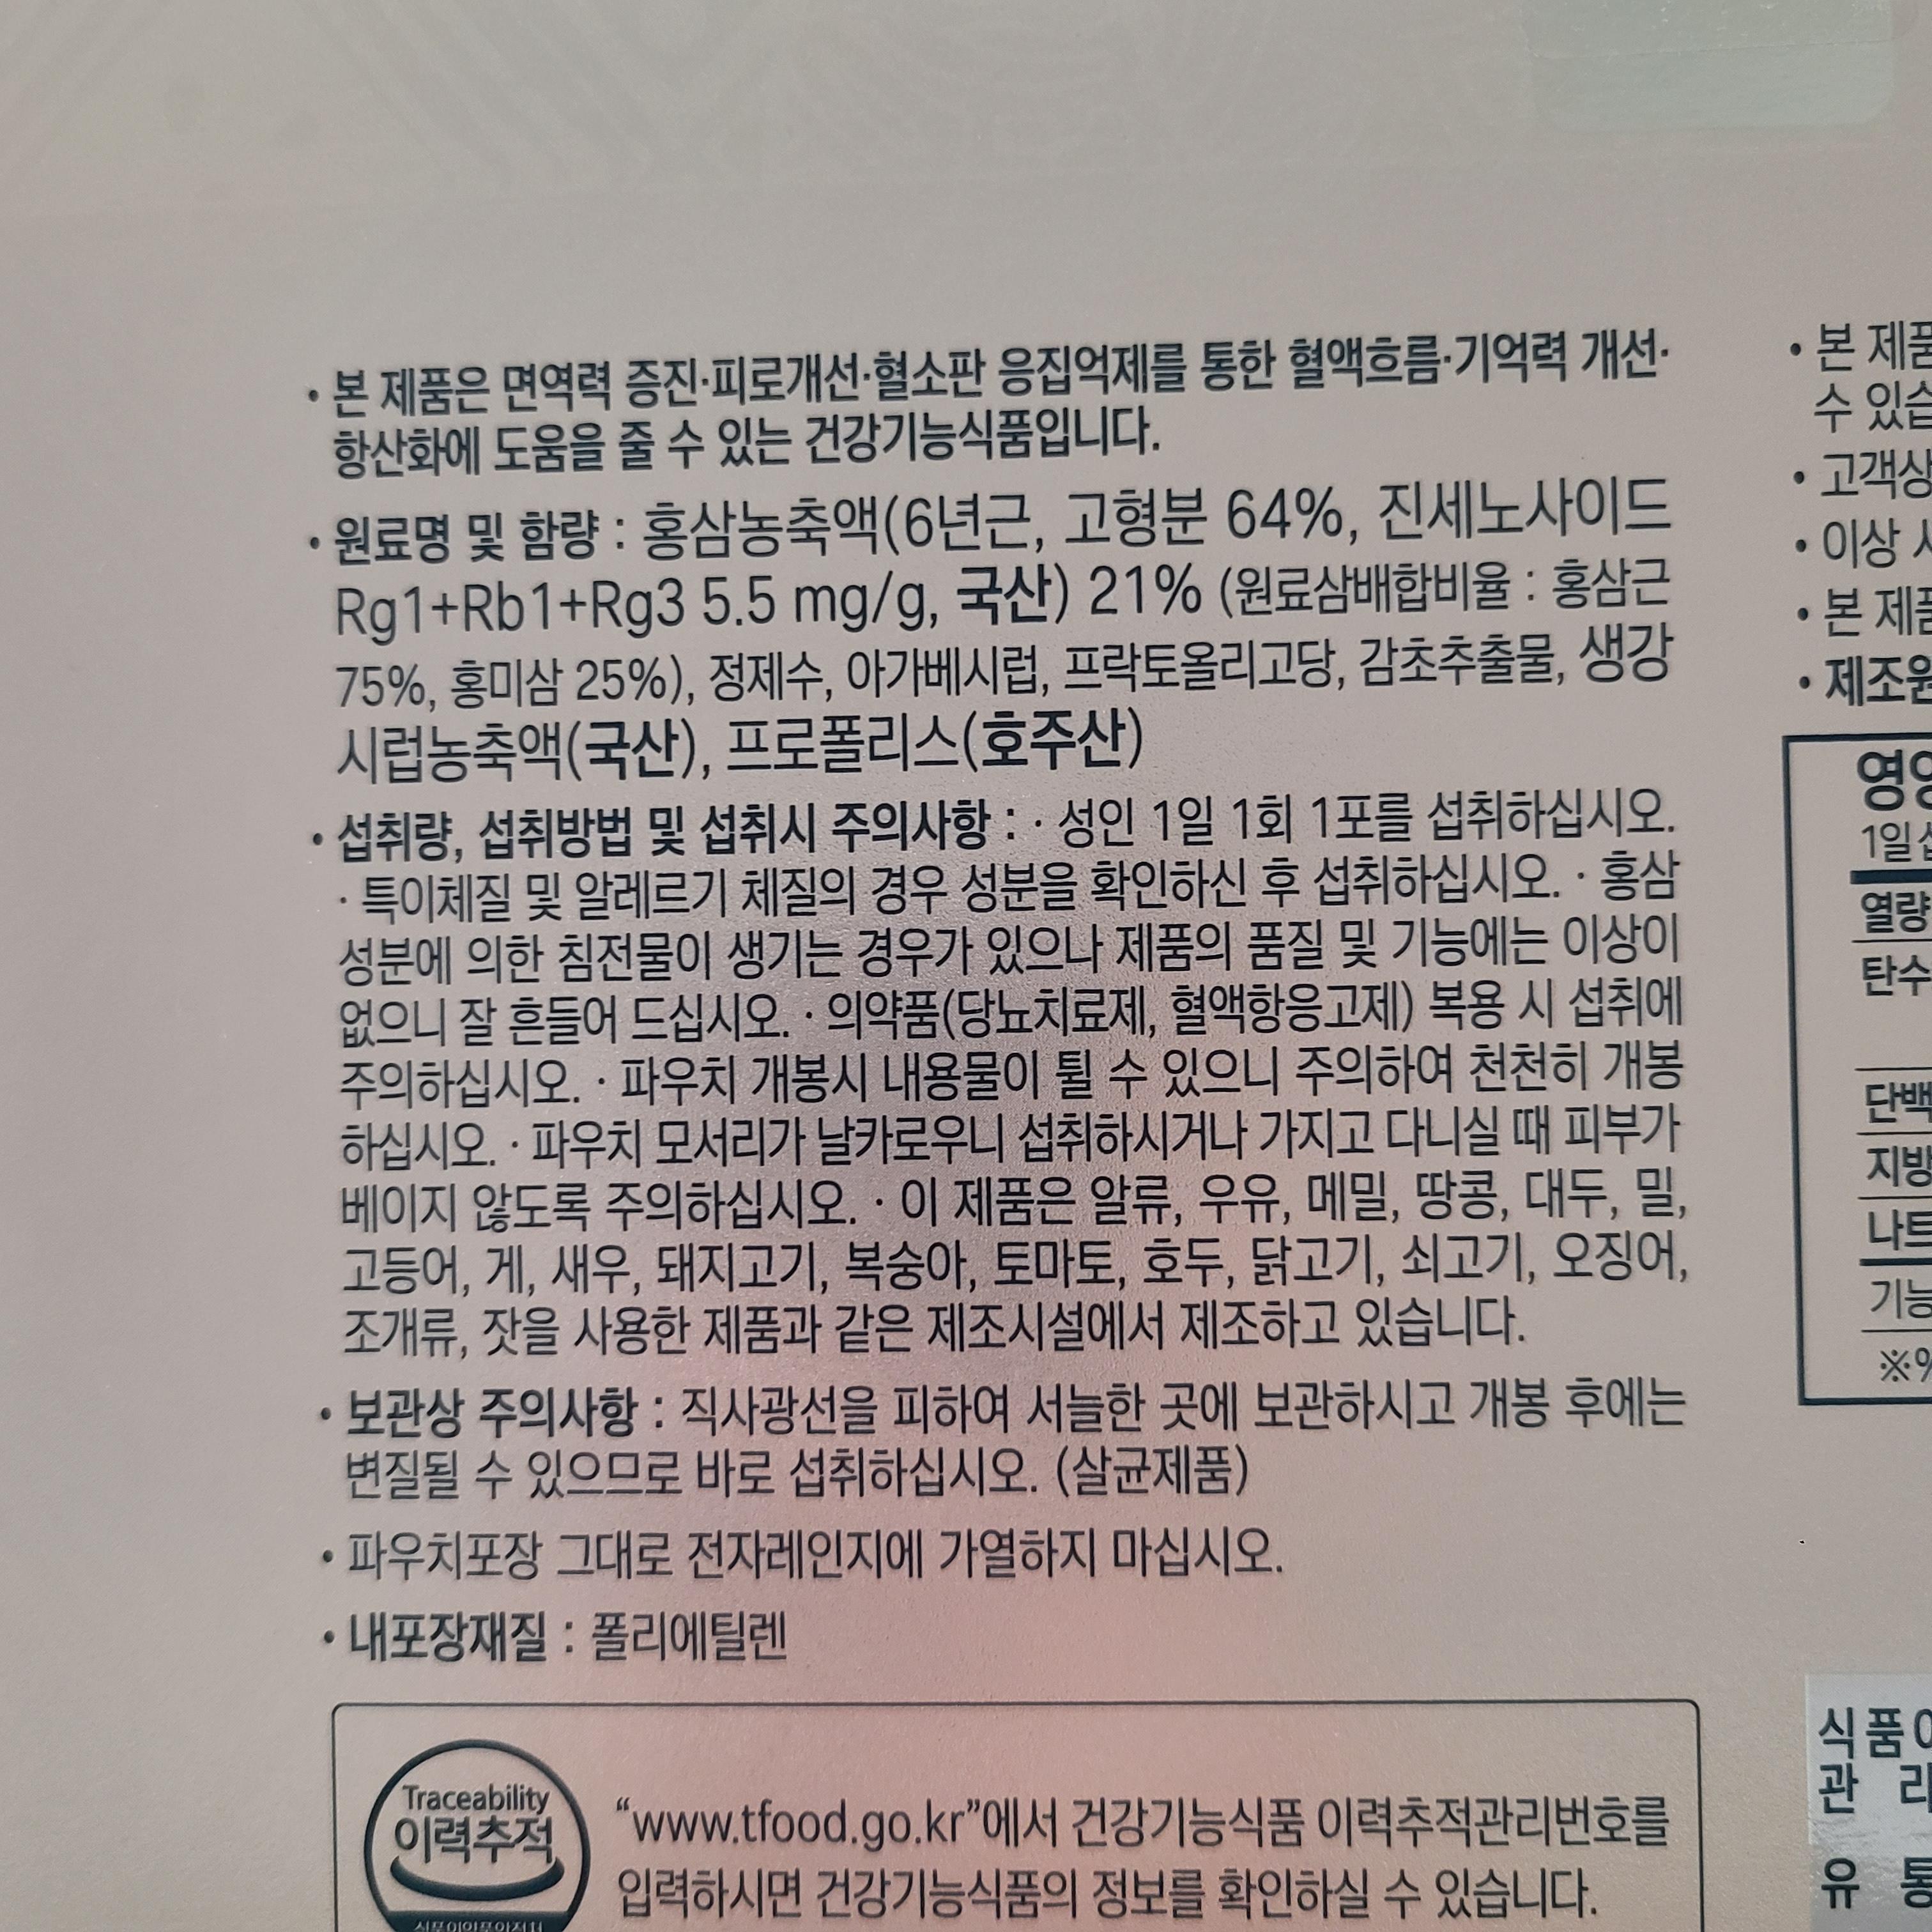 • 본 제품은 면역력 증진·피로개선·혈소판 응집억제를 통한 혈액흐름·기억력 개선·
항산화에 도움을 줄 수 있는 건강기능식품입니다.
• 원료명 및 함량 : 홍삼농축액(6년근, 고형분 64%, 진세노사이드
Rg1+Rb1+Rg3 5.5 mg/g, 국산) 21% (원료삼배합비율 : 홍삼근
75%, 홍미삼 25%), 정제수, 아가베시럽, 프락토올리고당, 감초추출물, 생강
시럽농축액(국산), 프로폴리스(호주산)
• 섭취량, 섭취방법 및 섭취시 주의사항 : · 성인 1일 1회 1포를 섭취하십시오.
· 특이체질 및 알레르기 체질의 경우 성분을 확인하신 후 섭취하십시오. · 홍삼
성분에 의한 침전물이 생기는 경우가 있으나 제품의 품질 및 기능에는 이상이
없으니 잘 흔들어 드십시오. · 의약품(당뇨치료제, 혈액항응고제) 복용 시 섭취에
주의하십시오. · 파우치 개봉시 내용물이 튈 수 있으니 주의하여 천천히 개봉
하십시오. · 파우치 모서리가 날카로우니 섭취하시거나 가지고 다니실 때 피부가
베이지 않도록 주의하십시오. · 이 제품은 알류, 우유, 메밀, 땅콩, 대두, 밀,
고등어, 게, 새우, 돼지고기, 복숭아, 토마토, 호두, 닭고기, 쇠고기, 오징어,
조개류, 잣을 사용한 제품과 같은 제조시설에서 제조하고 있습니다.
• 보관상 주의사항 : 직사광선을 피하여 서늘한 곳에 보관하시고 개봉 후에는
변질될 수 있으므로 바로 섭취하십시오. (살균제품)
• 파우치포장 그대로 전자레인지에 가열하지 마십시오.
• 내포장재질 : 폴리에틸렌
Traceability
이력추적
“www.tfood.go.kr”에서 건강기능식품 이력추적관리번호를
입력하시면 건강기능식품의 정보를 확인하실 수 있습니다.
• 본
수
•
• 이상
• 본
•
1일
※%
식품
관
유